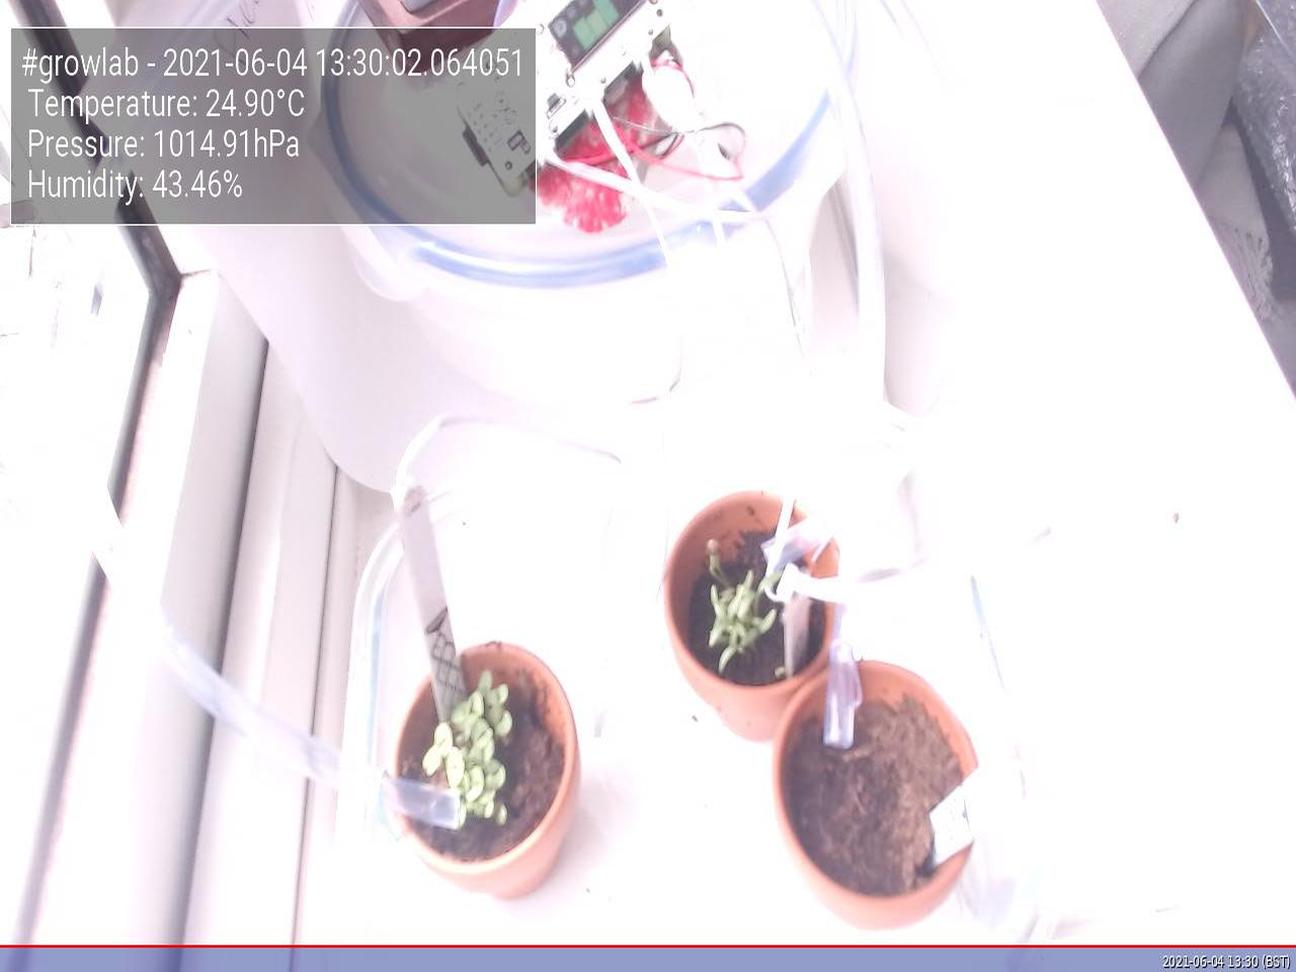 #growlab - 2021-06-04 13:30:02.064051
Temperature: 24.90°C
Pressure: 1014.91hPa
Humidity: 43.46%
2021-06-04 13:30 (BST)